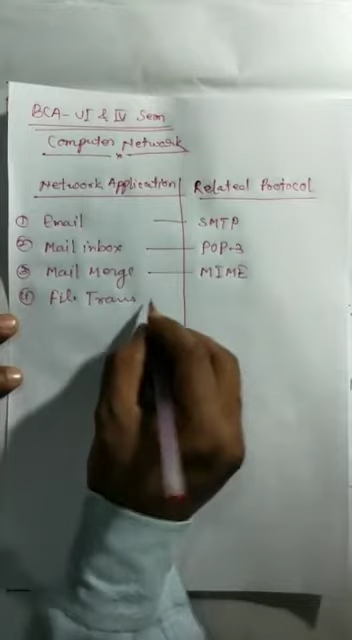 BCA-VI & IV Sem
Computer Network
Network Application Related Protocol
① Email — SMTP
② Mail inbox — POP-3
③ Mail Merge — MIME
④ File Trans